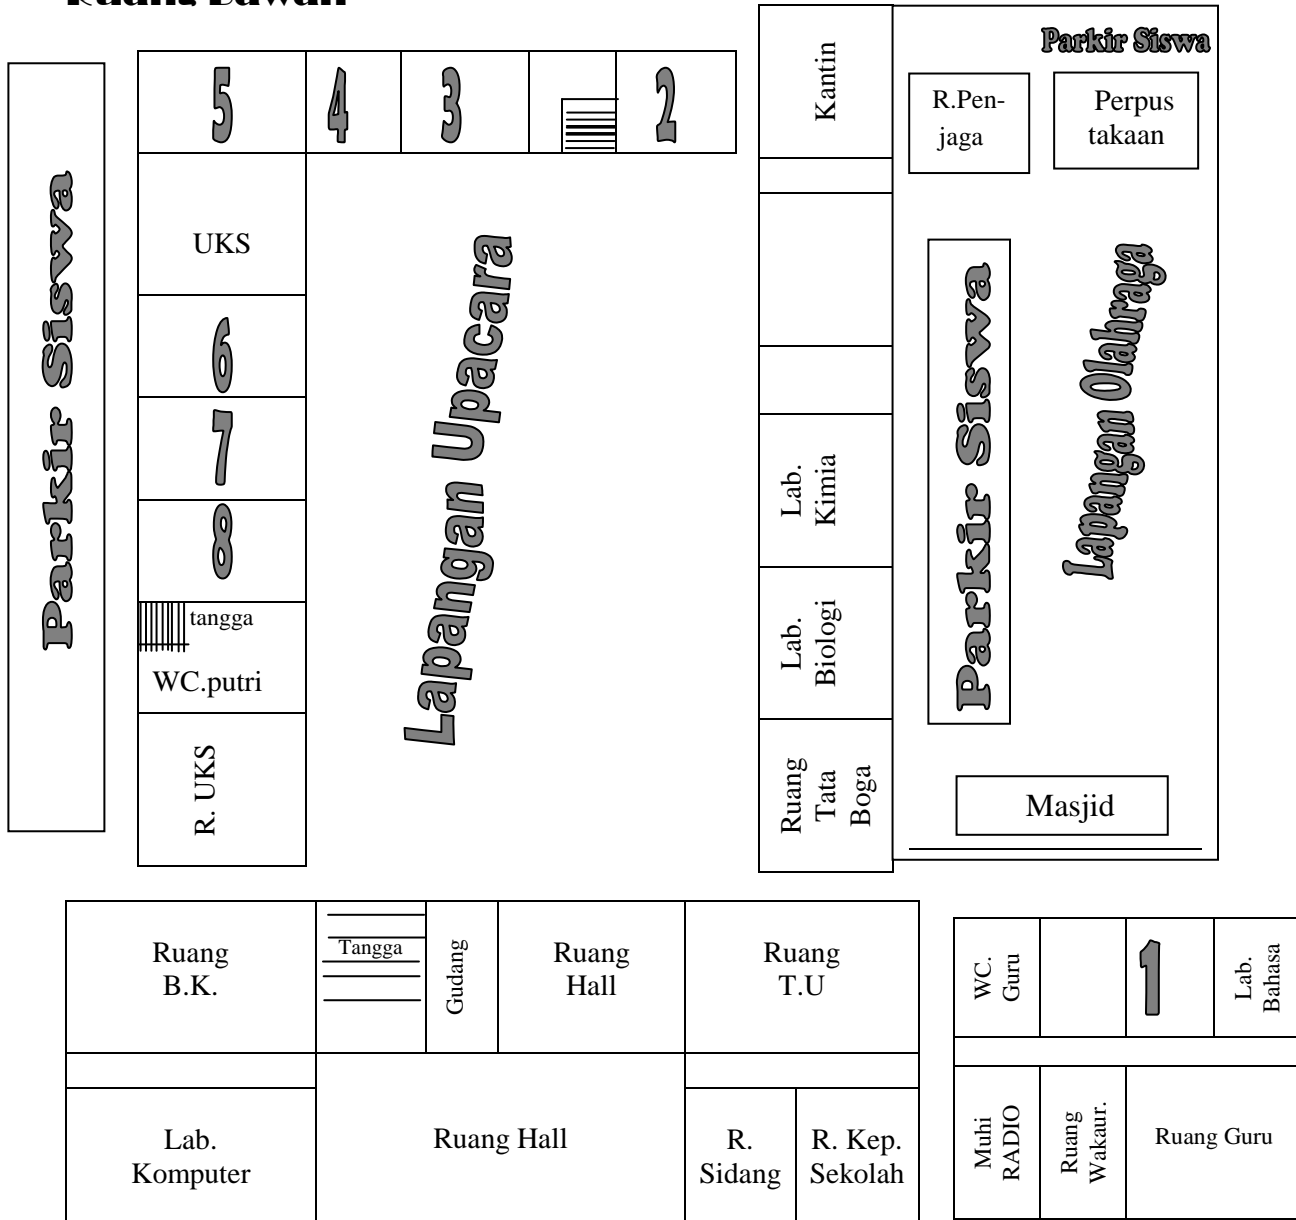 Ruang Bawah
Parkir Siswa
5
4
3
2
UKS
6
7
8
tangga
WC.putri
R. UKS
Lapangan Upacara
Kantin
Lab.
Kimia
Lab.
Biologi
Ruang
Tata
Boga
Parkir Siswa
R.Pen-
jaga
Perpus
takaan
Parkir Siswa
Lapangan Olahraga
Masjid
Ruang
B.K.
Tangga
Gudang
Ruang
Hall
Ruang
T.U
Lab.
Komputer
Ruang Hall
R.
Sidang
R. Kep.
Sekolah
WC.
Guru
1
Lab.
Bahasa
Muhi
RADIO
Ruang
Wakaur.
Ruang Guru